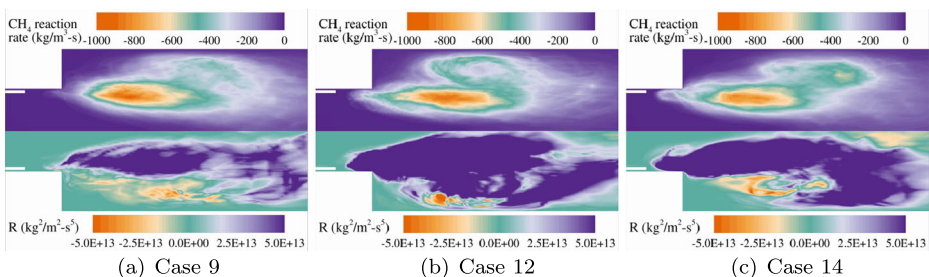 CH4 reaction
rate (kg/m3-s) -1000 -800 -600 -400 -200 0
CH4 reaction
rate (kg/m3-s) -1000 -800 -600 -400 -200 0
CH4 reaction
rate (kg/m3-s) -1000 -800 -600 -400 -200 0
R (kg2/m2-s5)
-5.0E+13 -2.5E+13 0.0E+00 2.5E+13 5.0E+13
R (kg2/m2-s5)
-5.0E+13 -2.5E+13 0.0E+00 2.5E+13 5.0E+13
R (kg2/m2-s5)
-5.0E+13 -2.5E+13 0.0E+00 2.5E+13 5.0E+13
(a) Case 9
(b) Case 12
(c) Case 14